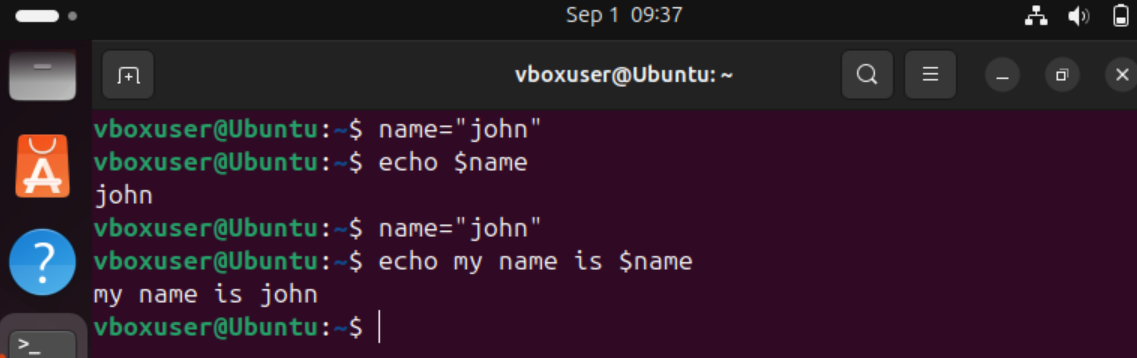 Sep 1 09:37
vboxuser@Ubuntu: ~
vboxuser@Ubuntu:~$ name="john"
vboxuser@Ubuntu:~$ echo $name
john
vboxuser@Ubuntu:~$ name="john"
vboxuser@Ubuntu:~$ echo my name is $name
my name is john
vboxuser@Ubuntu:~$